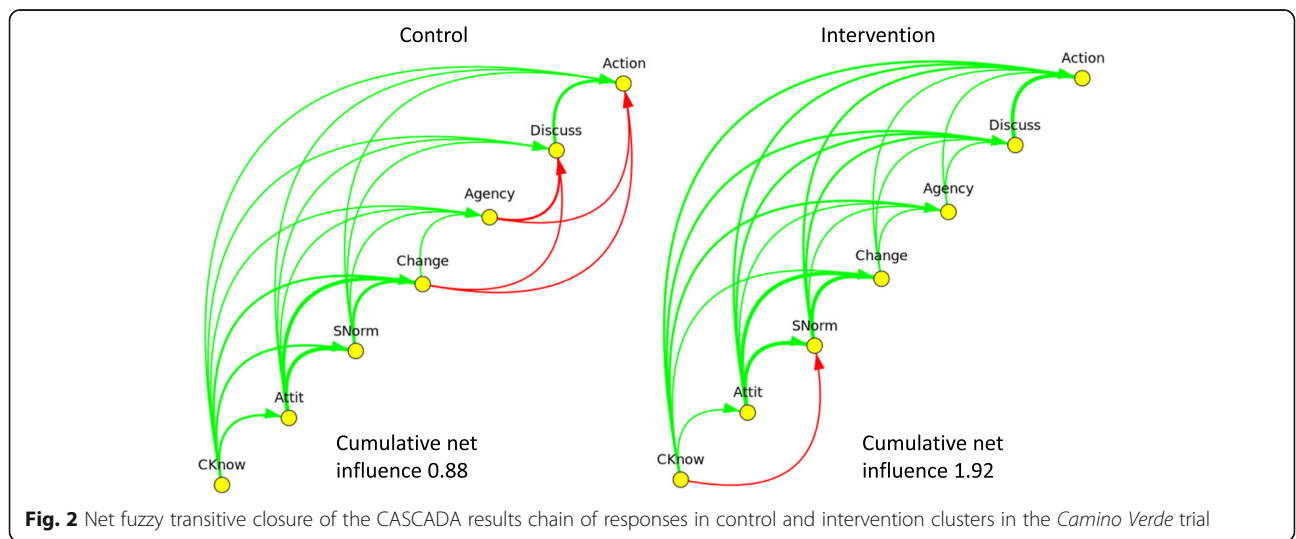 Control
Action
Discuss
Agency
Change
SNorm
Attit
CKnow
Cumulative net
influence 0.88
Intervention
Action
Discuss
Agency
Change
SNorm
Attit
CKnow
Cumulative net
influence 1.92
Fig. 2 Net fuzzy transitive closure of the CASCADA results chain of responses in control and intervention clusters in the Camino Verde trial